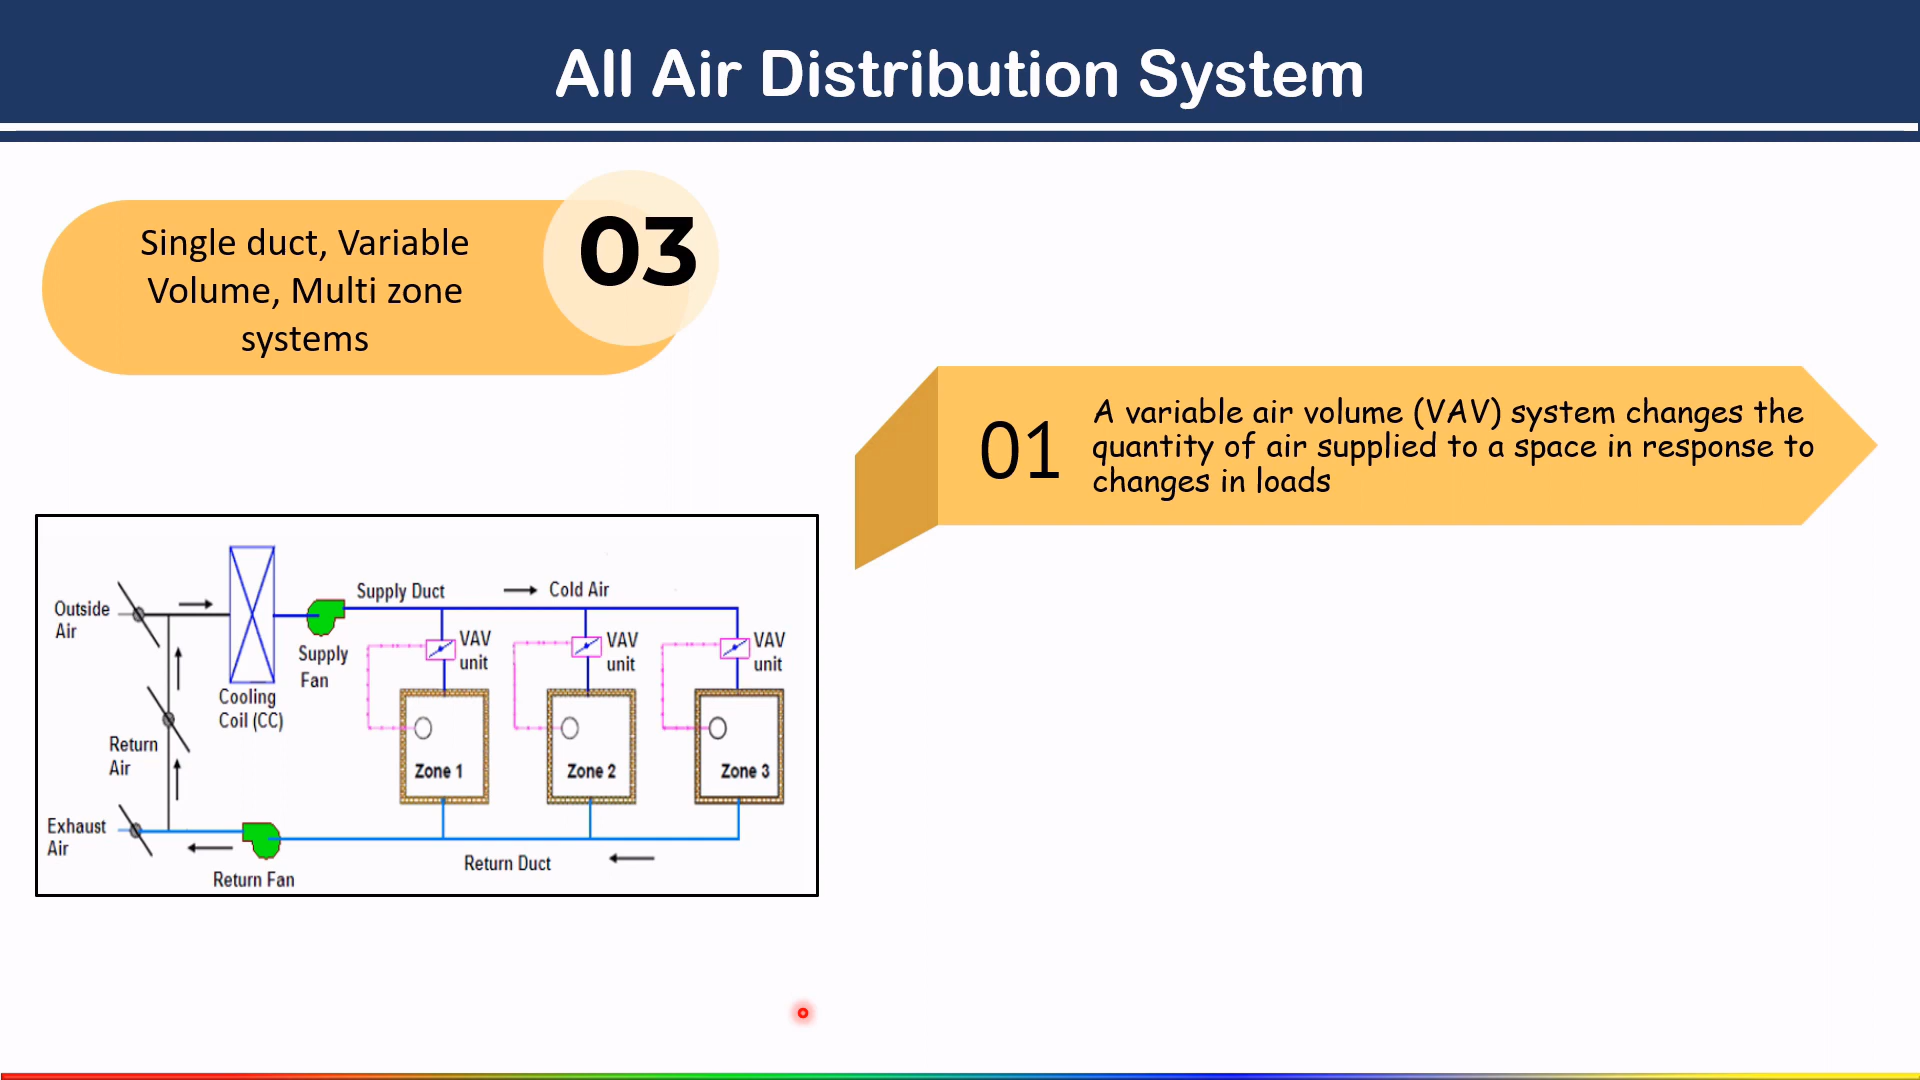 All Air Distribution System
Single duct, Variable
Volume, Multi zone
systems
03
01
A variable air volume (VAV) system changes the
quantity of air supplied to a space in response to
changes in loads
Outside
Air
Supply Duct
Cold Air
VAV
unit
VAV
unit
VAV
unit
Supply
Fan
Cooling
Coil (CC)
Return
Air
Zone 1
Zone 2
Zone 3
Exhaust
Air
Return Duct
Return Fan